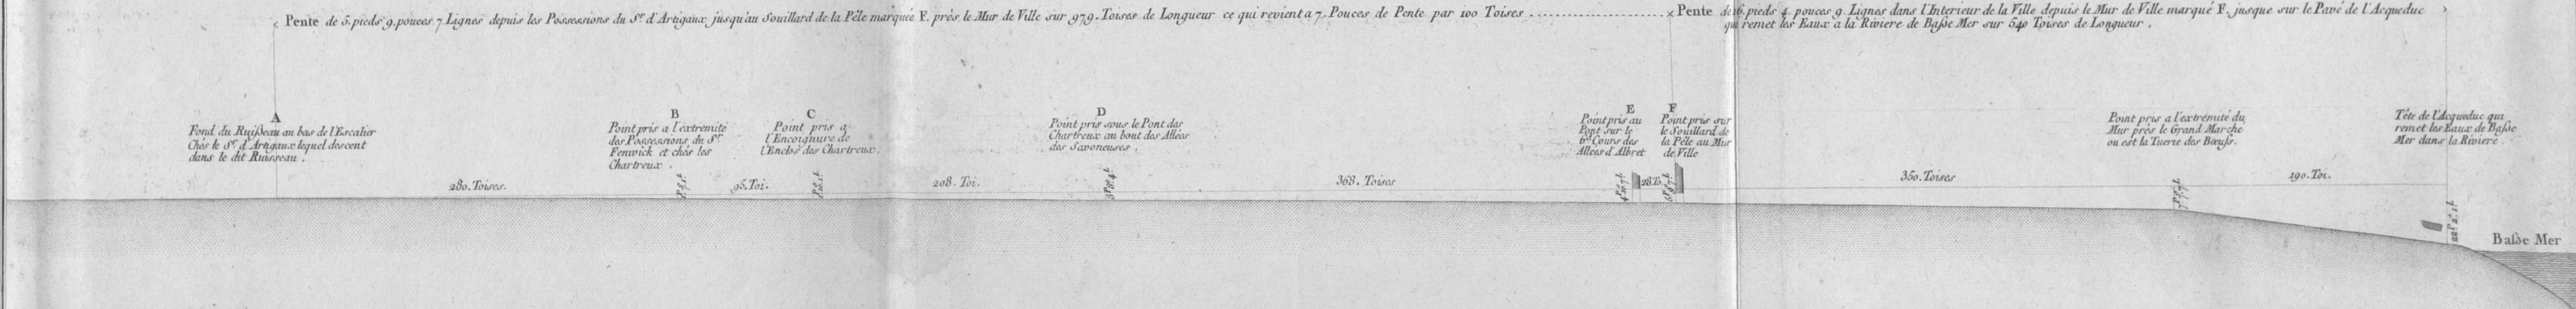 Pente de 5. pieds 9. pouces 7 Lignes depuis les Possessions du Sr. d'Artigaux jusqu'au Souillard de la Pêle marquée F. prés le Mur de Ville sur 979. Toises de Longueur ce qui revient a 7. Pouces de Pente par 100 Toises
Pente de 16 pieds 4. pouces 9. Lignes dans l'Interieur de la Ville depuis le Mur de Ville marqué F. jusque sur le Pavé de l'Acqueduc
qui remet les Eaux a la Riviere de Basse Mer sur 540 Toises de Longueur.
A
Fond du Ruisseau au bas de l'Escalier
Chés le Sr. d'Artigaux lequel descent
dans le dit Ruisseau.
B
Point pris a l'extremité
des Possessions du Sr.
Fenwick et chés les
Chartreux.
C
Point pris a
l'Encoignure de
l'Enclos des Chartreux.
D
Point pris sous le Pont des
Chartreux au bout des Allées
des Savoneuses.
E
Point pris au
Pont sur le
Cours des
Allées d'Albret
F
Point pris sur
le Souillard de
la Pêle au Mur
de Ville
Point pris a l'extrémité du
Mur prés le Grand Marche
ou est la Tuerie des Bœufs.
Tête de l'Acqueduc qui
remet les Eaux de Basse
Mer dans la Riviere.
280. Toises.
95. Toi.
208. Toi.
368. Toises
28. To.
350. Toises
190. Toi.
Basse Mer